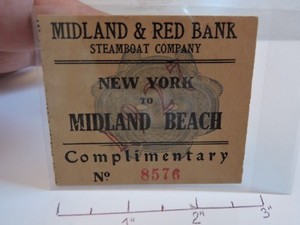 MIDLAND & RED BANK
STEAMBOAT COMPANY
NEW YORK
TO
MIDLAND BEACH
Complimentary
No 8576
1" 2" 3"